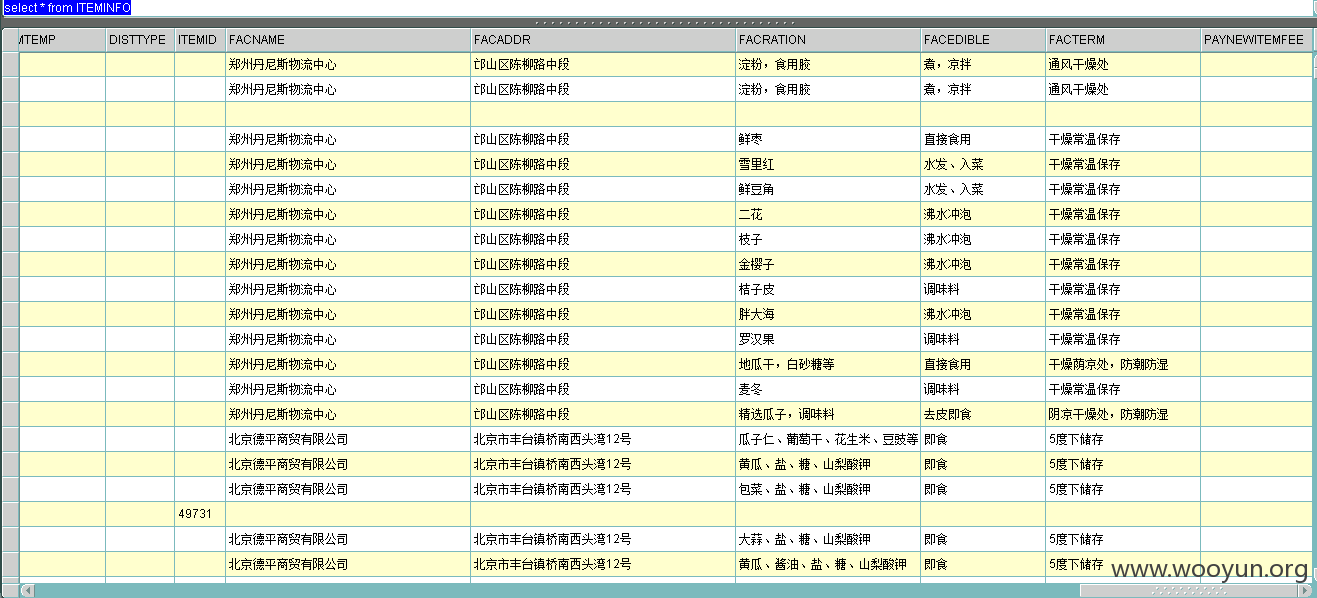 select * from ITEMINFO
MTEMP DISTTYPE ITEMID FACNAME FACADDR FACRATION FACEDIBLE FACTERM PAYNEWITEMFEE
郑州丹尼斯物流中心 邙山区陈柳路中段 淀粉，食用胶 煮，凉拌 通风干燥处
郑州丹尼斯物流中心 邙山区陈柳路中段 淀粉，食用胶 煮，凉拌 通风干燥处
郑州丹尼斯物流中心 邙山区陈柳路中段 鲜枣 直接食用 干燥常温保存
郑州丹尼斯物流中心 邙山区陈柳路中段 雪里红 水发、入菜 干燥常温保存
郑州丹尼斯物流中心 邙山区陈柳路中段 鲜豆角 水发、入菜 干燥常温保存
郑州丹尼斯物流中心 邙山区陈柳路中段 二花 沸水冲泡 干燥常温保存
郑州丹尼斯物流中心 邙山区陈柳路中段 枝子 沸水冲泡 干燥常温保存
郑州丹尼斯物流中心 邙山区陈柳路中段 金樱子 沸水冲泡 干燥常温保存
郑州丹尼斯物流中心 邙山区陈柳路中段 桔子皮 调味料 干燥常温保存
郑州丹尼斯物流中心 邙山区陈柳路中段 胖大海 沸水冲泡 干燥常温保存
郑州丹尼斯物流中心 邙山区陈柳路中段 罗汉果 调味料 干燥常温保存
郑州丹尼斯物流中心 邙山区陈柳路中段 地瓜干，白砂糖等 直接食用 干燥荫凉处，防潮防湿
郑州丹尼斯物流中心 邙山区陈柳路中段 麦冬 调味料 干燥常温保存
郑州丹尼斯物流中心 邙山区陈柳路中段 精选瓜子，调味料 去皮即食 阴凉干燥处，防潮防湿
北京德平商贸有限公司 北京市丰台镇桥南西头湾12号 瓜子仁、葡萄干、花生米、豆豉等 即食 5度下储存
北京德平商贸有限公司 北京市丰台镇桥南西头湾12号 黄瓜、盐、糖、山梨酸钾 即食 5度下储存
北京德平商贸有限公司 北京市丰台镇桥南西头湾12号 包菜、盐、糖、山梨酸钾 即食 5度下储存
49731
北京德平商贸有限公司 北京市丰台镇桥南西头湾12号 大蒜、盐、糖、山梨酸钾 即食 5度下储存
北京德平商贸有限公司 北京市丰台镇桥南西头湾12号 黄瓜、酱油、盐、糖、山梨酸钾 即食 5度下储存
www.wooyun.org